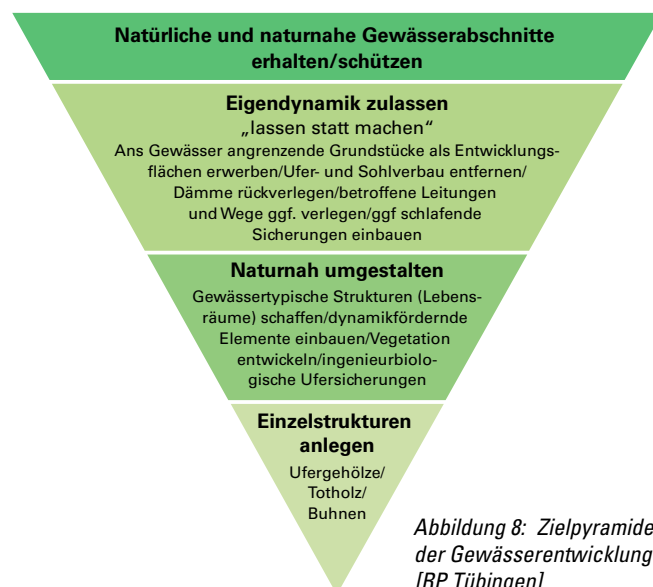 Natürliche und naturnahe Gewässerabschnitte
erhalten/schützen
Eigendynamik zulassen
„lassen statt machen“
Ans Gewässer angrenzende Grundstücke als Entwicklungs-
flächen erwerben/Ufer- und Sohlverbau entfernen/
Dämme rückverlegen/betroffene Leitungen
und Wege ggf. verlegen/ggf schlafende
Sicherungen einbauen
Naturnah umgestalten
Gewässertypische Strukturen (Lebens-
räume) schaffen/dynamikfördernde
Elemente einbauen/Vegetation
entwickeln/ingenieurbiolo-
gische Ufersicherungen
Einzelstrukturen
anlegen
Ufergehölze/
Totholz/
Buhnen
Abbildung 8: Zielpyramide
der Gewässerentwicklung
[RP Tübingen]